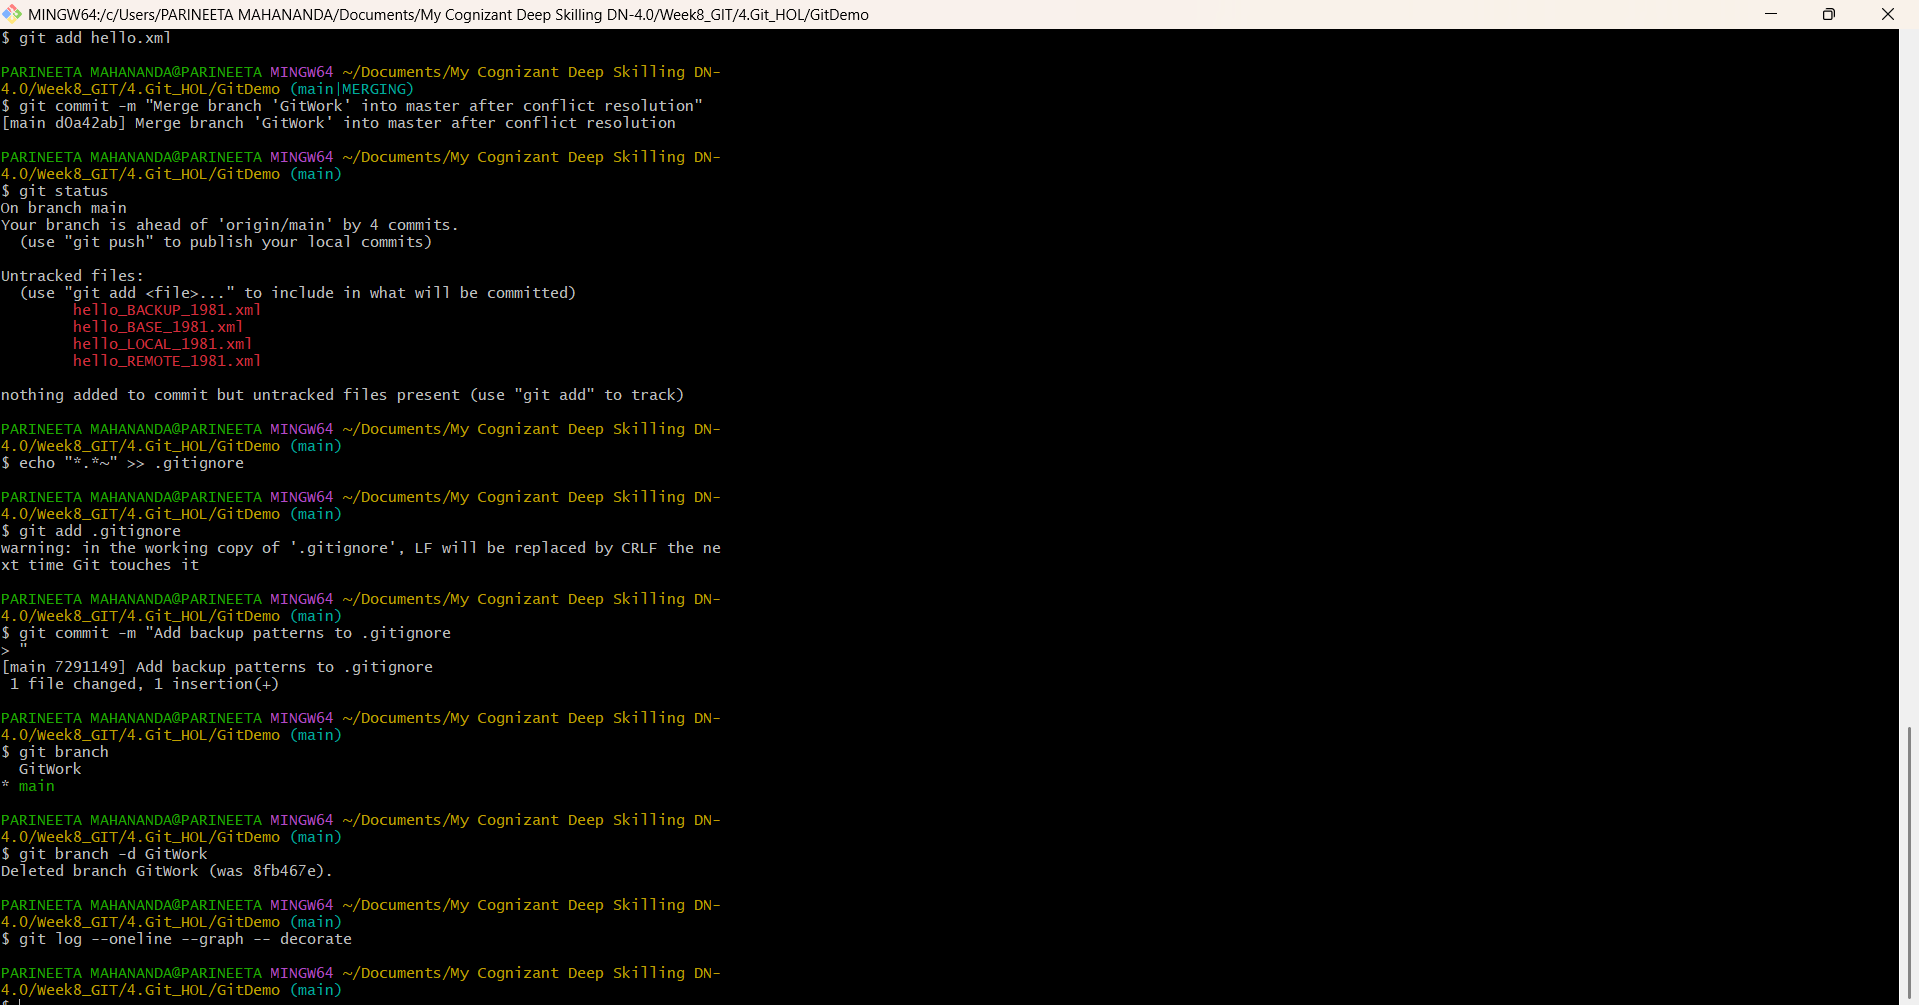 MINGW64:/c/Users/PARINEETA MAHANANDA/Documents/My Cognizant Deep Skilling DN-4.0/Week8_GIT/4.Git_HOL/GitDemo
$ git add hello.xml
PARINEETA MAHANANDA@PARINEETA MINGW64 ~/Documents/My Cognizant Deep Skilling DN-
4.0/Week8_GIT/4.Git_HOL/GitDemo (main|MERGING)
$ git commit -m "Merge branch 'GitWork' into master after conflict resolution"
[main d0a42ab] Merge branch 'GitWork' into master after conflict resolution
PARINEETA MAHANANDA@PARINEETA MINGW64 ~/Documents/My Cognizant Deep Skilling DN-
4.0/Week8_GIT/4.Git_HOL/GitDemo (main)
$ git status
On branch main
Your branch is ahead of 'origin/main' by 4 commits.
  (use "git push" to publish your local commits)
Untracked files:
  (use "git add <file>..." to include in what will be committed)
        hello_BACKUP_1981.xml
        hello_BASE_1981.xml
        hello_LOCAL_1981.xml
        hello_REMOTE_1981.xml
nothing added to commit but untracked files present (use "git add" to track)
PARINEETA MAHANANDA@PARINEETA MINGW64 ~/Documents/My Cognizant Deep Skilling DN-
4.0/Week8_GIT/4.Git_HOL/GitDemo (main)
$ echo "*.*~" >> .gitignore
PARINEETA MAHANANDA@PARINEETA MINGW64 ~/Documents/My Cognizant Deep Skilling DN-
4.0/Week8_GIT/4.Git_HOL/GitDemo (main)
$ git add .gitignore
warning: in the working copy of '.gitignore', LF will be replaced by CRLF the ne
xt time Git touches it
PARINEETA MAHANANDA@PARINEETA MINGW64 ~/Documents/My Cognizant Deep Skilling DN-
4.0/Week8_GIT/4.Git_HOL/GitDemo (main)
$ git commit -m "Add backup patterns to .gitignore
> "
[main 7291149] Add backup patterns to .gitignore
 1 file changed, 1 insertion(+)
PARINEETA MAHANANDA@PARINEETA MINGW64 ~/Documents/My Cognizant Deep Skilling DN-
4.0/Week8_GIT/4.Git_HOL/GitDemo (main)
$ git branch
  GitWork
* main
PARINEETA MAHANANDA@PARINEETA MINGW64 ~/Documents/My Cognizant Deep Skilling DN-
4.0/Week8_GIT/4.Git_HOL/GitDemo (main)
$ git branch -d GitWork
Deleted branch GitWork (was 8fb467e).
PARINEETA MAHANANDA@PARINEETA MINGW64 ~/Documents/My Cognizant Deep Skilling DN-
4.0/Week8_GIT/4.Git_HOL/GitDemo (main)
$ git log --oneline --graph -- decorate
PARINEETA MAHANANDA@PARINEETA MINGW64 ~/Documents/My Cognizant Deep Skilling DN-
4.0/Week8_GIT/4.Git_HOL/GitDemo (main)
$